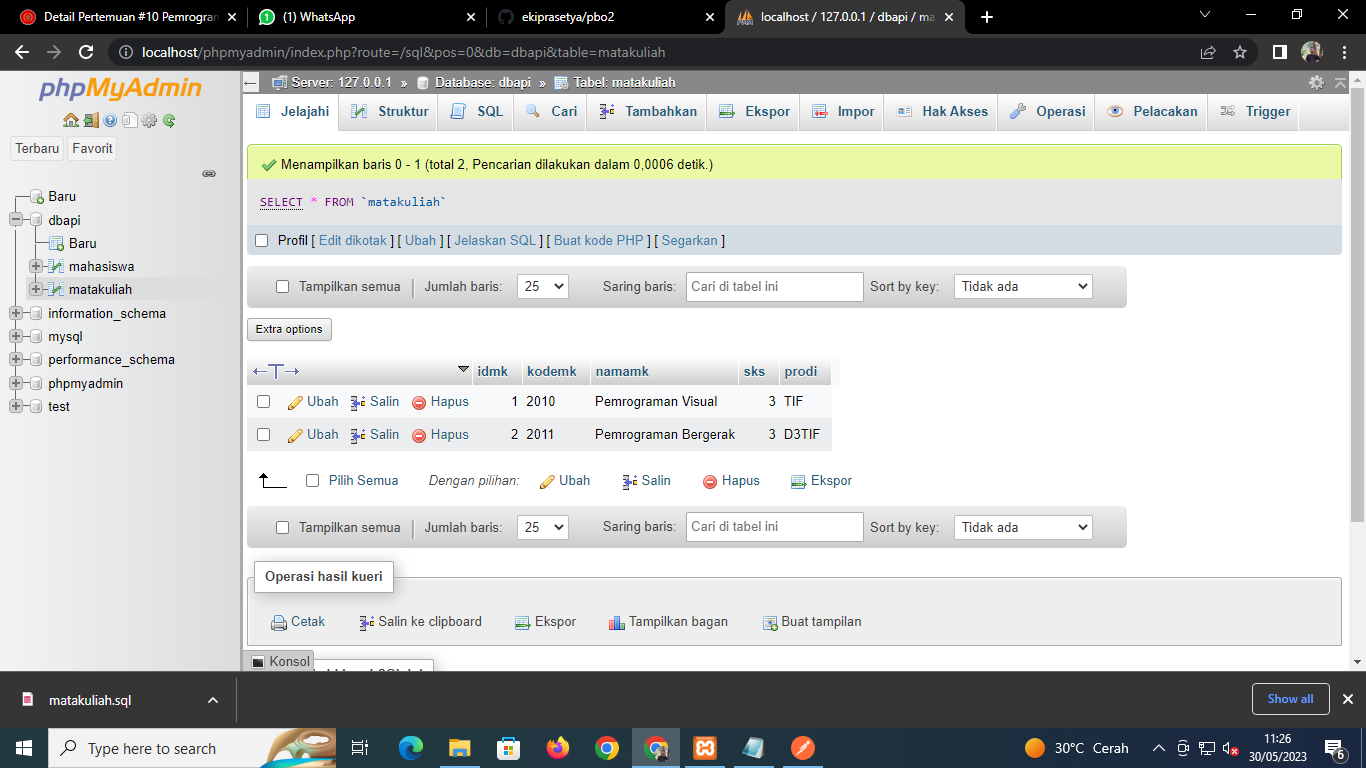 Detail Pertemuan #10 Pemrogran
(1) WhatsApp
ekiprasetya/pbo2
localhost / 127.0.0.1 / dbapi / ma
localhost/phpmyadmin/index.php?route=/sql&pos=0&db=dbapi&table=matakuliah
phpMyAdmin
Terbaru Favorit
Baru
dbapi
Baru
mahasiswa
matakuliah
information_schema
mysql
performance_schema
phpmyadmin
test
Server: 127.0.0.1 » Database: dbapi » Tabel: matakuliah
Jelajahi Struktur SQL Cari Tambahkan Ekspor Impor Hak Akses Operasi Pelacakan Trigger
Menampilkan baris 0 - 1 (total 2, Pencarian dilakukan dalam 0,0006 detik.)
SELECT * FROM `matakuliah`
Profil [ Edit dikotak ] [ Ubah ] [ Jelaskan SQL ] [ Buat kode PHP ] [ Segarkan ]
Tampilkan semua Jumlah baris: 25 Saring baris: Cari di tabel ini Sort by key: Tidak ada
Extra options
←T→ idmk kodemk namamk sks prodi
Ubah Salin Hapus 1 2010 Pemrograman Visual 3 TIF
Ubah Salin Hapus 2 2011 Pemrograman Bergerak 3 D3TIF
Pilih Semua Dengan pilihan: Ubah Salin Hapus Ekspor
Tampilkan semua Jumlah baris: 25 Saring baris: Cari di tabel ini Sort by key: Tidak ada
Operasi hasil kueri
Cetak Salin ke clipboard Ekspor Tampilkan bagan Buat tampilan
Konsol
matakuliah.sql
Show all
Type here to search
30°C Cerah
11:26
30/05/2023
6